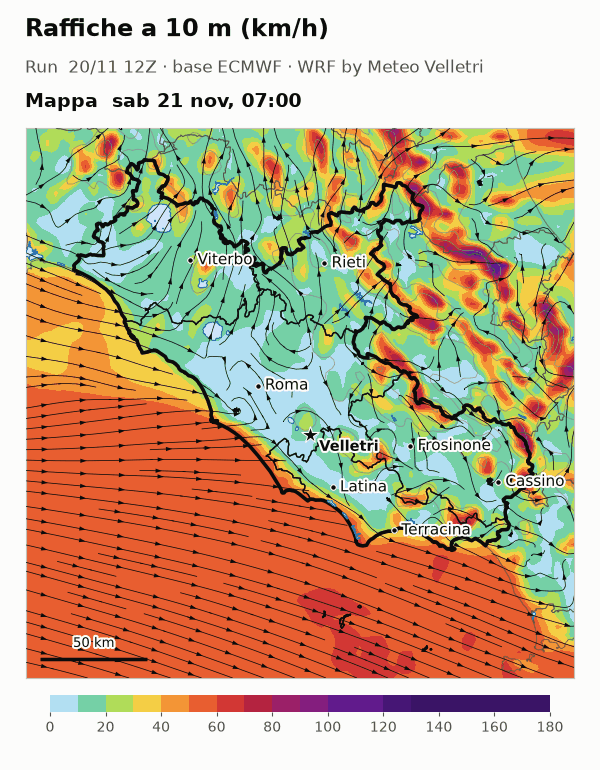 Raffiche a 10 m (km/h)
Run  20/11 12Z · base ECMWF · WRF by Meteo Velletri
Mappa  sab 21 nov, 07:00
Viterbo
Rieti
Roma
Velletri
Frosinone
Latina
Cassino
Terracina
50 km
0 20 40 60 80 100 120 140 160 180